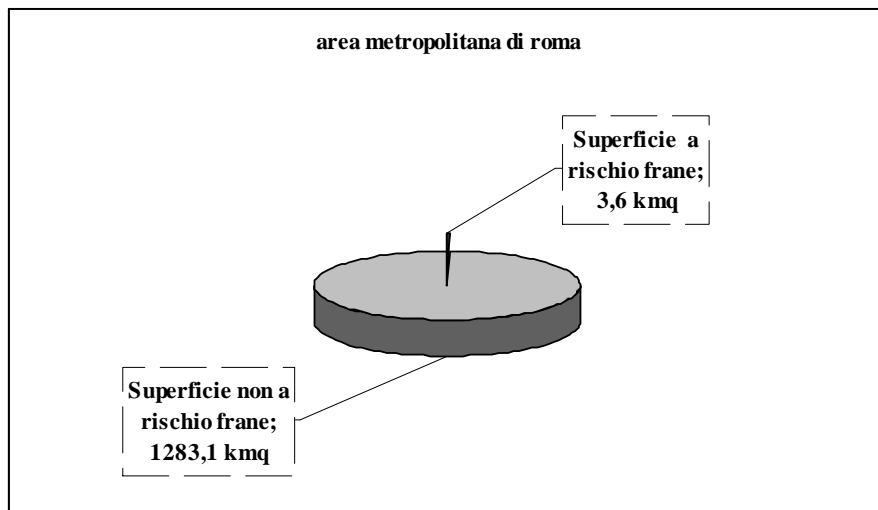 area metropolitana di roma
Superficie a
rischio frane;
3,6 kmq
Superficie non a
rischio frane;
1283,1 kmq